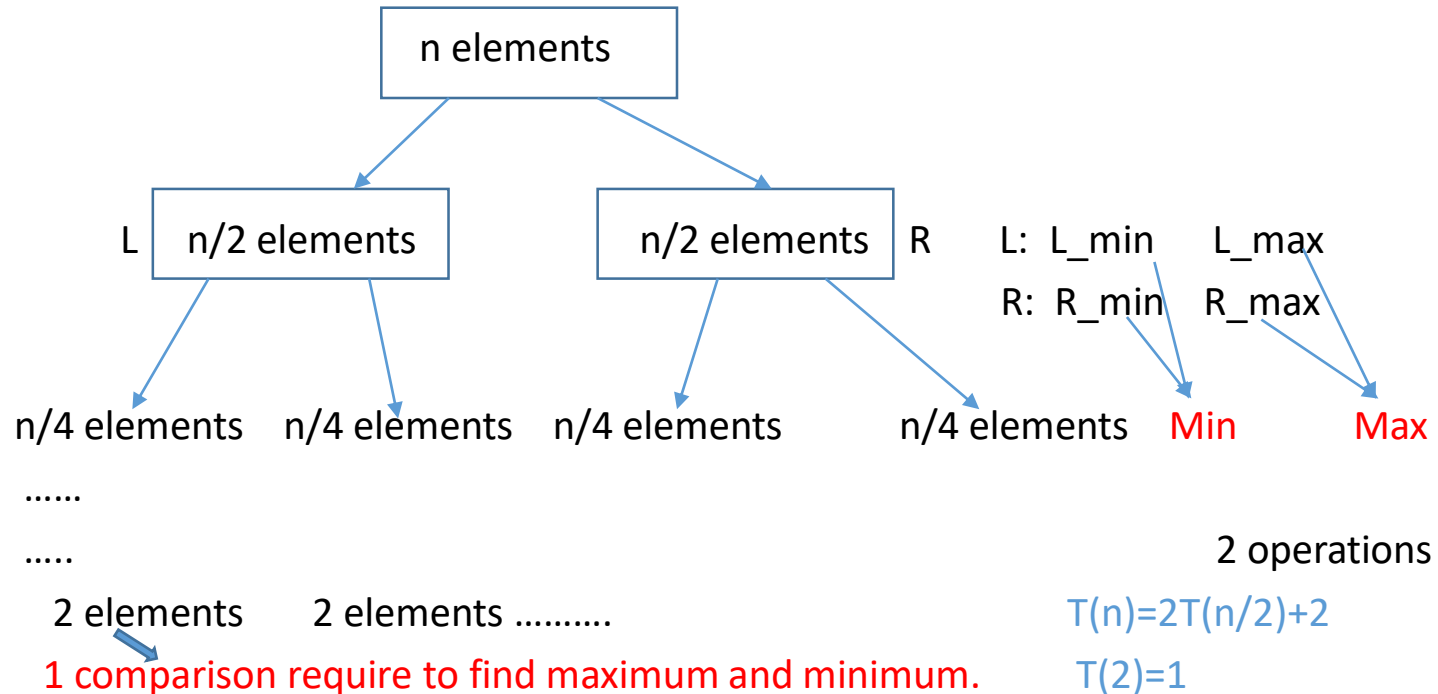 n elements
L n/2 elements n/2 elements R L: L_min L_max
R: R_min R_max
n/4 elements n/4 elements n/4 elements n/4 elements Min Max
......
..... 2 operations
2 elements 2 elements .......... T(n)=2T(n/2)+2
1 comparison require to find maximum and minimum. T(2)=1